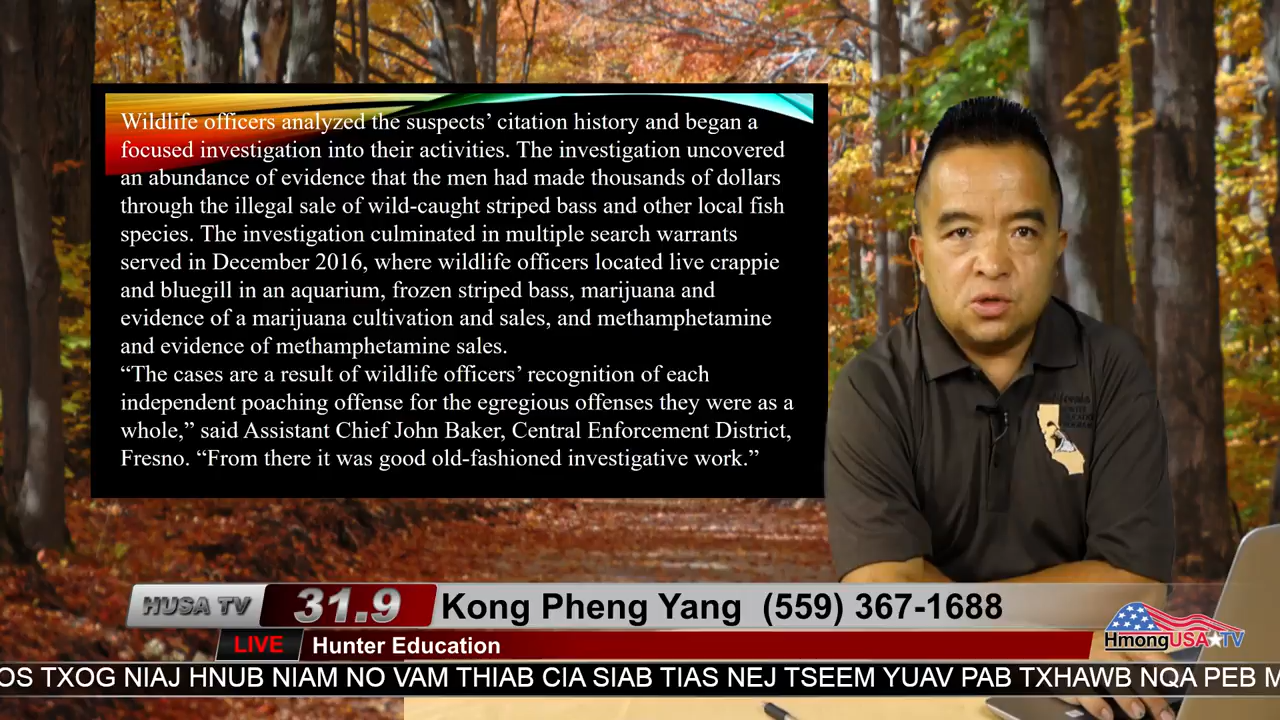 Wildlife officers analyzed the suspects’ citation history and began a
focused investigation into their activities. The investigation uncovered
an abundance of evidence that the men had made thousands of dollars
through the illegal sale of wild-caught striped bass and other local fish
species. The investigation culminated in multiple search warrants
served in December 2016, where wildlife officers located live crappie
and bluegill in an aquarium, frozen striped bass, marijuana and
evidence of a marijuana cultivation and sales, and methamphetamine
and evidence of methamphetamine sales.
“The cases are a result of wildlife officers’ recognition of each
independent poaching offense for the egregious offenses they were as a
whole,” said Assistant Chief John Baker, Central Enforcement District,
Fresno. “From there it was good old-fashioned investigative work.”
HUSA TV 31.9 Kong Pheng Yang (559) 367-1688
LIVE Hunter Education
HmongUSA TV
OS TXOG NIAJ HNUB NIAM NO VAM THIAB CIA SIAB TIAS NEJ TSEEM YUAV PAB TXHAWB NQA PEB M